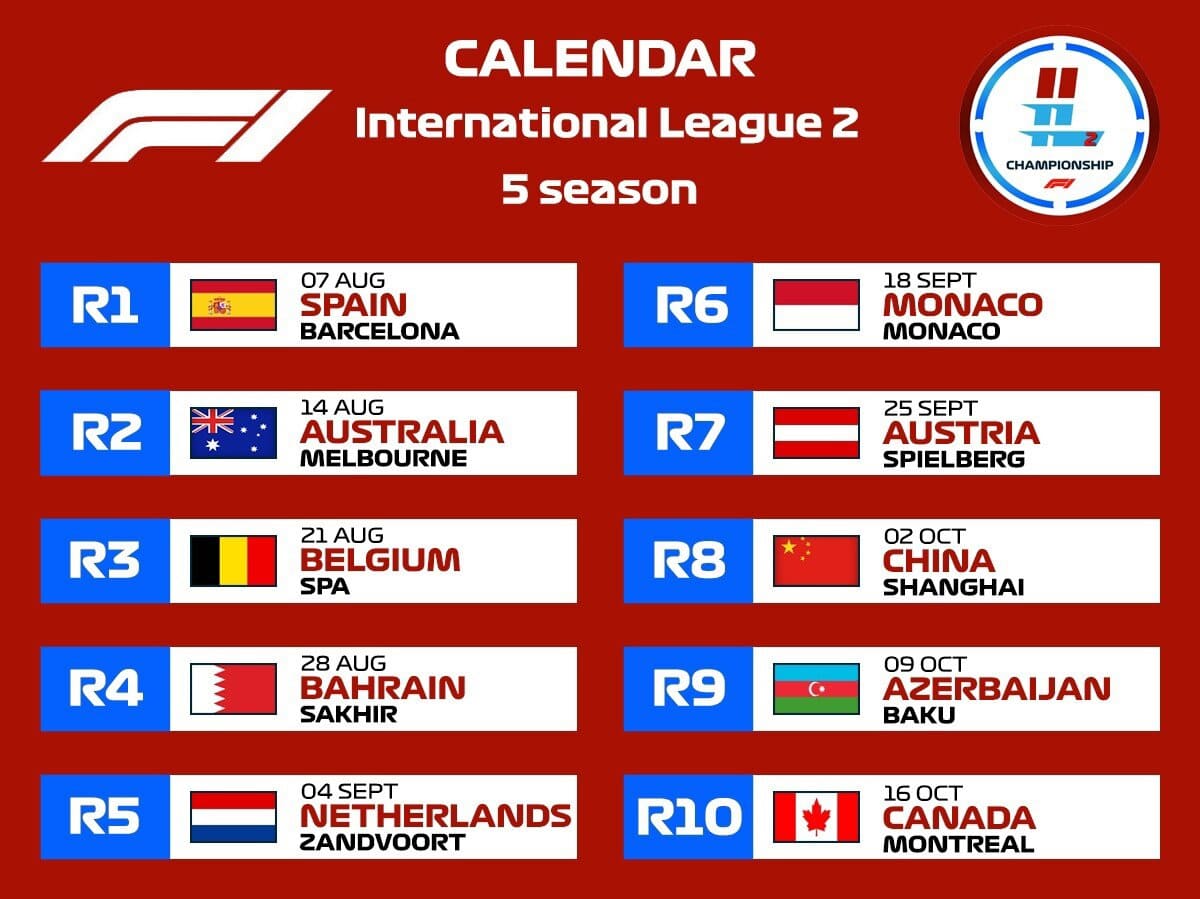 CALENDAR
International League 2
5 season
F1
2
CHAMPIONSHIP
F1
R1
07 AUG
SPAIN
BARCELONA
R2
14 AUG
AUSTRALIA
MELBOURNE
R3
21 AUG
BELGIUM
SPA
R4
28 AUG
BAHRAIN
SAKHIR
R5
04 SEPT
NETHERLANDS
ZANDVOORT
R6
18 SEPT
MONACO
MONACO
R7
25 SEPT
AUSTRIA
SPIELBERG
R8
02 OCT
CHINA
SHANGHAI
R9
09 OCT
AZERBAIJAN
BAKU
R10
16 OCT
CANADA
MONTREAL